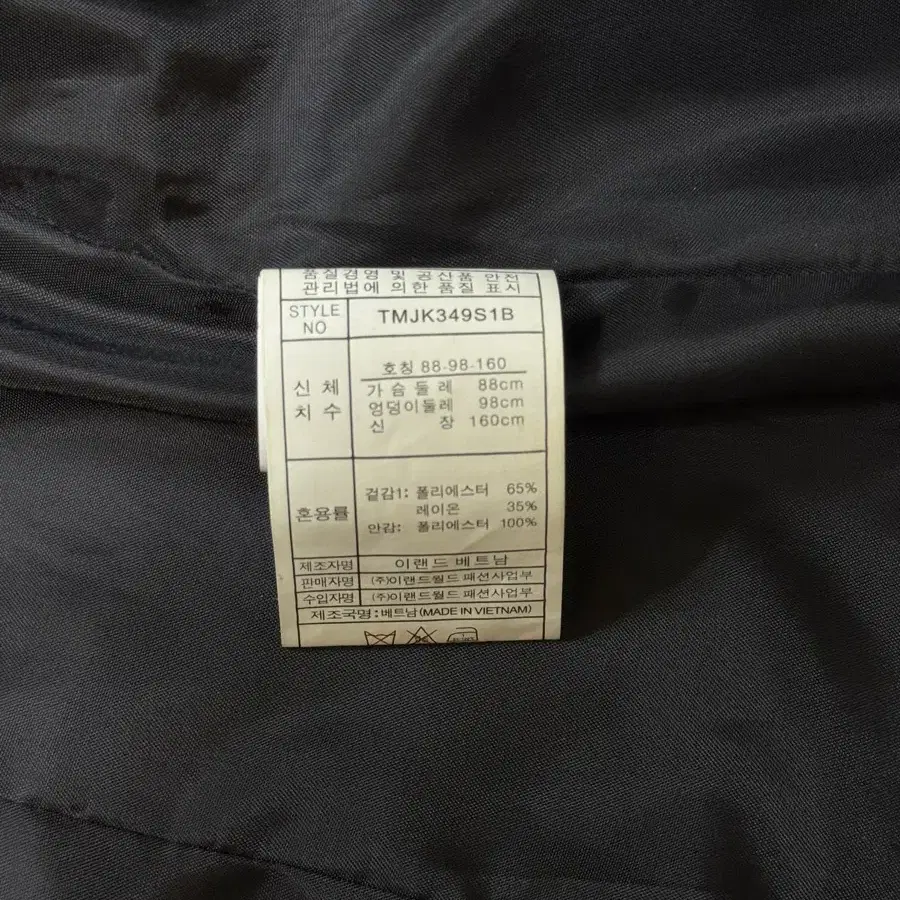 품질경영 및 공산품 안전
관리법에 의한 품질 표시
STYLE NO TMJK349S1B
신체 치수
호칭 88-98-160
가슴둘레 88cm
엉덩이둘레 98cm
신장 160cm
혼용률
겉감1: 폴리에스터 65%
레이온 35%
안감: 폴리에스터 100%
제조자명 이랜드베트남
판매자명 (주)이랜드월드 패션사업부
수입자명 (주)이랜드월드 패션사업부
제조국명:베트남(MADE IN VIETNAM)